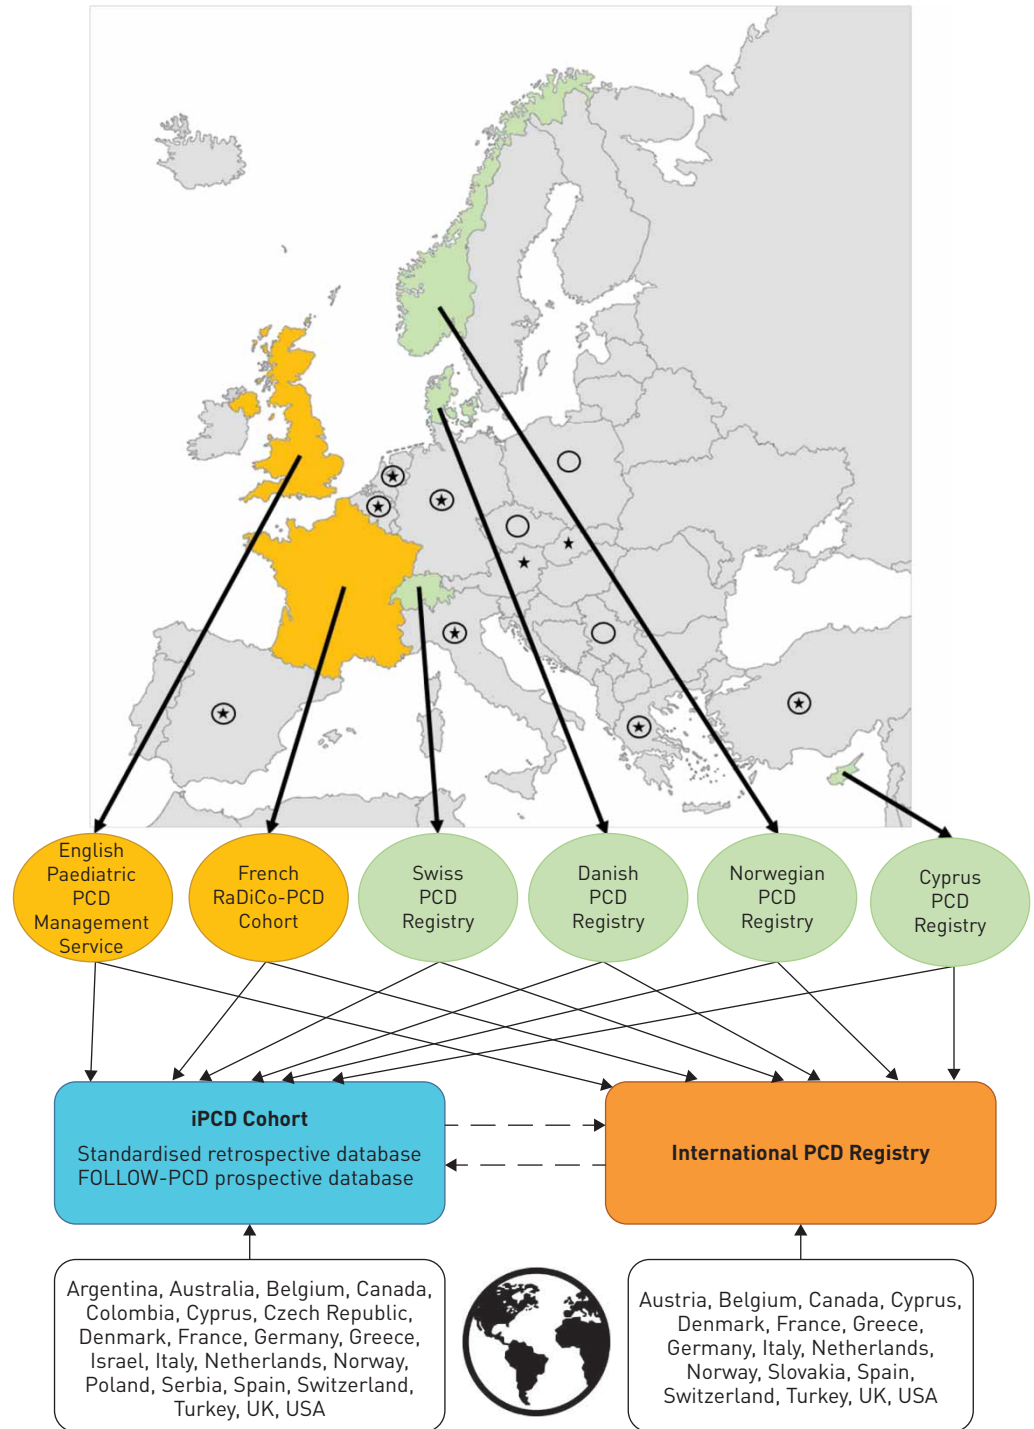 English
Paediatric
PCD
Management
Service
French
RaDiCo-PCD
Cohort
Swiss
PCD
Registry
Danish
PCD
Registry
Norwegian
PCD
Registry
Cyprus
PCD
Registry
iPCD Cohort
Standardised retrospective database
FOLLOW-PCD prospective database
International PCD Registry
Argentina, Australia, Belgium, Canada,
Colombia, Cyprus, Czech Republic,
Denmark, France, Germany, Greece,
Israel, Italy, Netherlands, Norway,
Poland, Serbia, Spain, Switzerland,
Turkey, UK, USA
Austria, Belgium, Canada, Cyprus,
Denmark, France, Greece,
Germany, Italy, Netherlands,
Norway, Slovakia, Spain,
Switzerland, Turkey, UK, USA